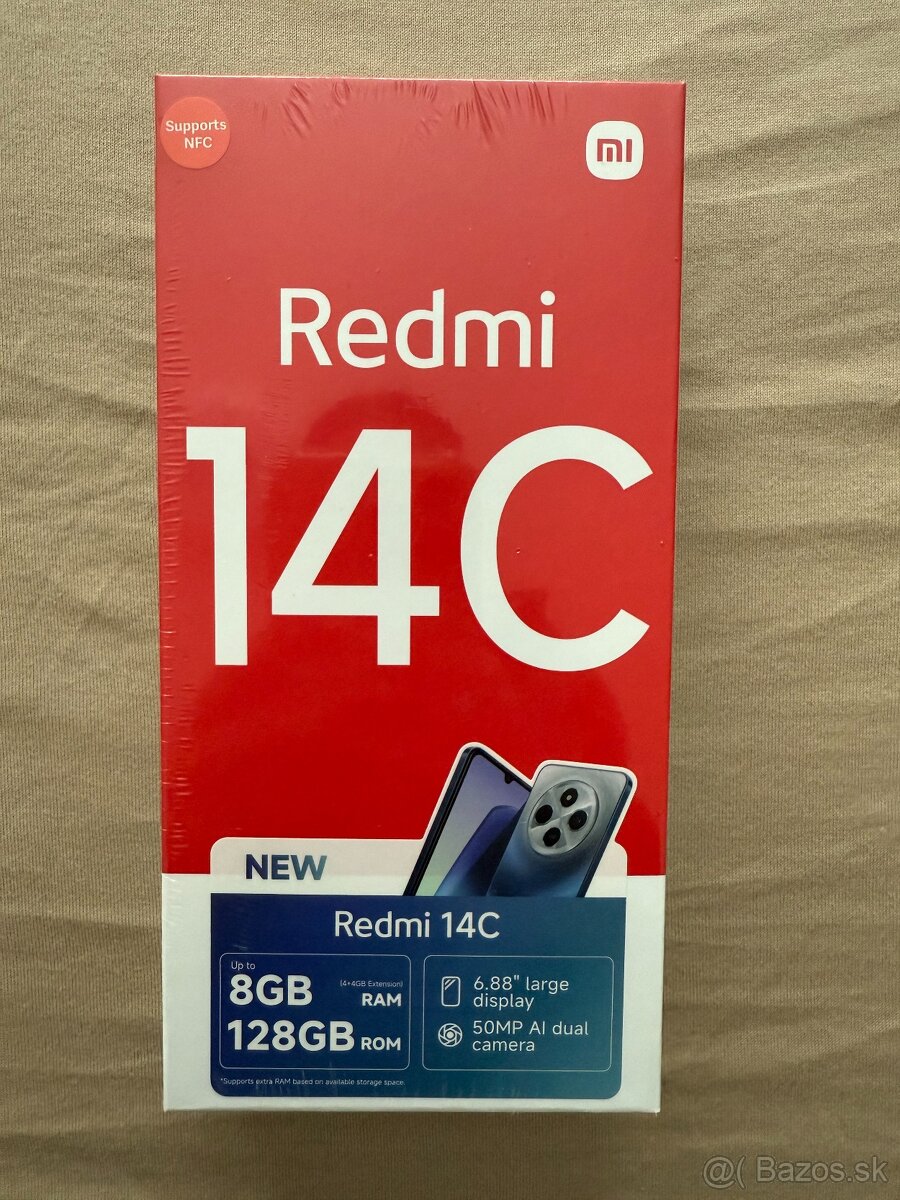 Supports
NFC
mi
Redmi
14C
NEW
Redmi 14C
Up to
8GB (4+4GB Extension) RAM
128GB ROM
6.88" large
display
50MP AI dual
camera
*Supports extra RAM based on available storage space.
@( Bazos.sk